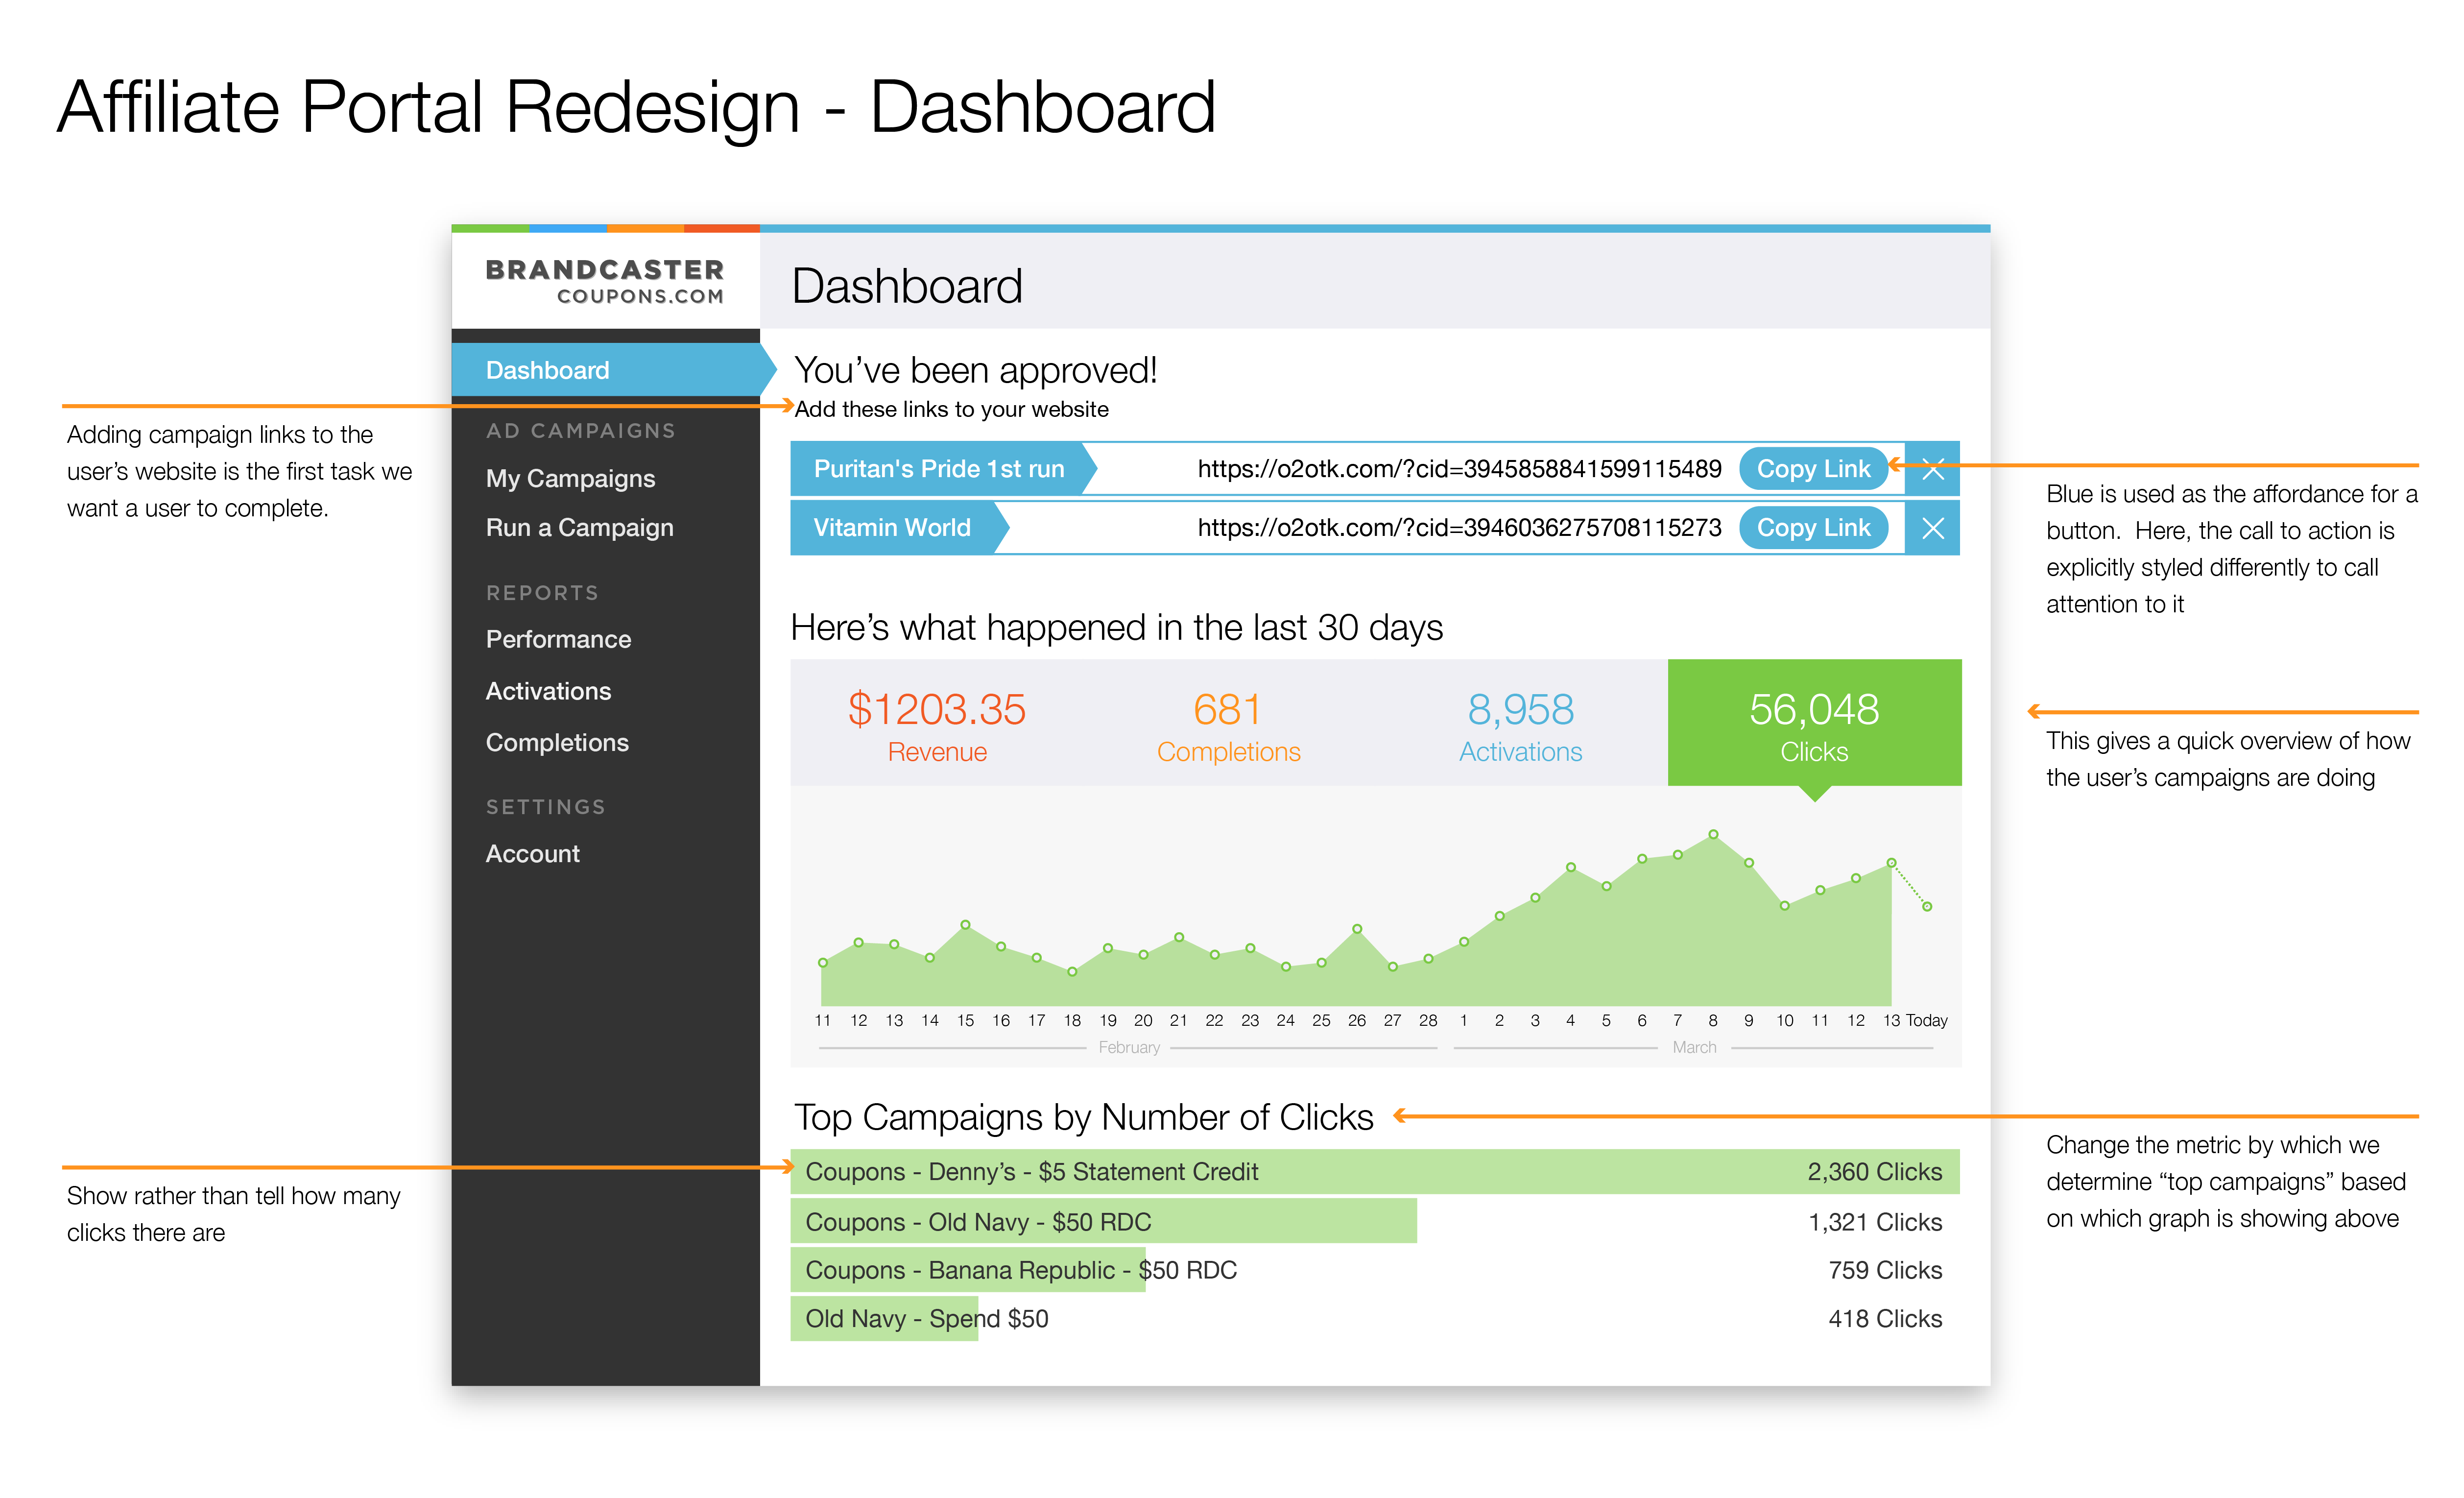 Affiliate Portal Redesign - Dashboard
BRANDCASTER
COUPONS.COM
Dashboard
Dashboard
AD CAMPAIGNS
My Campaigns
Run a Campaign
REPORTS
Performance
Activations
Completions
SETTINGS
Account
Adding campaign links to the
user’s website is the first task we
want a user to complete.
You’ve been approved!
Add these links to your website
Puritan's Pride 1st run https://o2otk.com/?cid=3945858841599115489 Copy Link
Vitamin World https://o2otk.com/?cid=3946036275708115273 Copy Link
Blue is used as the affordance for a
button. Here, the call to action is
explicitly styled differently to call
attention to it
Here’s what happened in the last 30 days
$1203.35 681 8,958 56,048
Revenue Completions Activations Clicks
This gives a quick overview of how
the user’s campaigns are doing
11 12 13 14 15 16 17 18 19 20 21 22 23 24 25 26 27 28 1 2 3 4 5 6 7 8 9 10 11 12 13 Today
February March
Top Campaigns by Number of Clicks
Coupons - Denny’s - $5 Statement Credit 2,360 Clicks
Coupons - Old Navy - $50 RDC 1,321 Clicks
Coupons - Banana Republic - $50 RDC 759 Clicks
Old Navy - Spend $50 418 Clicks
Show rather than tell how many
clicks there are
Change the metric by which we
determine “top campaigns” based
on which graph is showing above